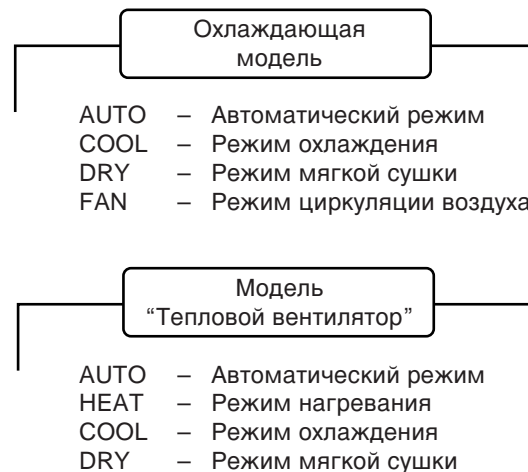 Охлаждающая
модель
AUTO – Автоматический режим
COOL – Режим охлаждения
DRY – Режим мягкой сушки
FAN – Режим циркуляции воздуха
Модель
“Тепловой вентилятор”
AUTO – Автоматический режим
HEAT – Режим нагревания
COOL – Режим охлаждения
DRY – Режим мягкой сушки